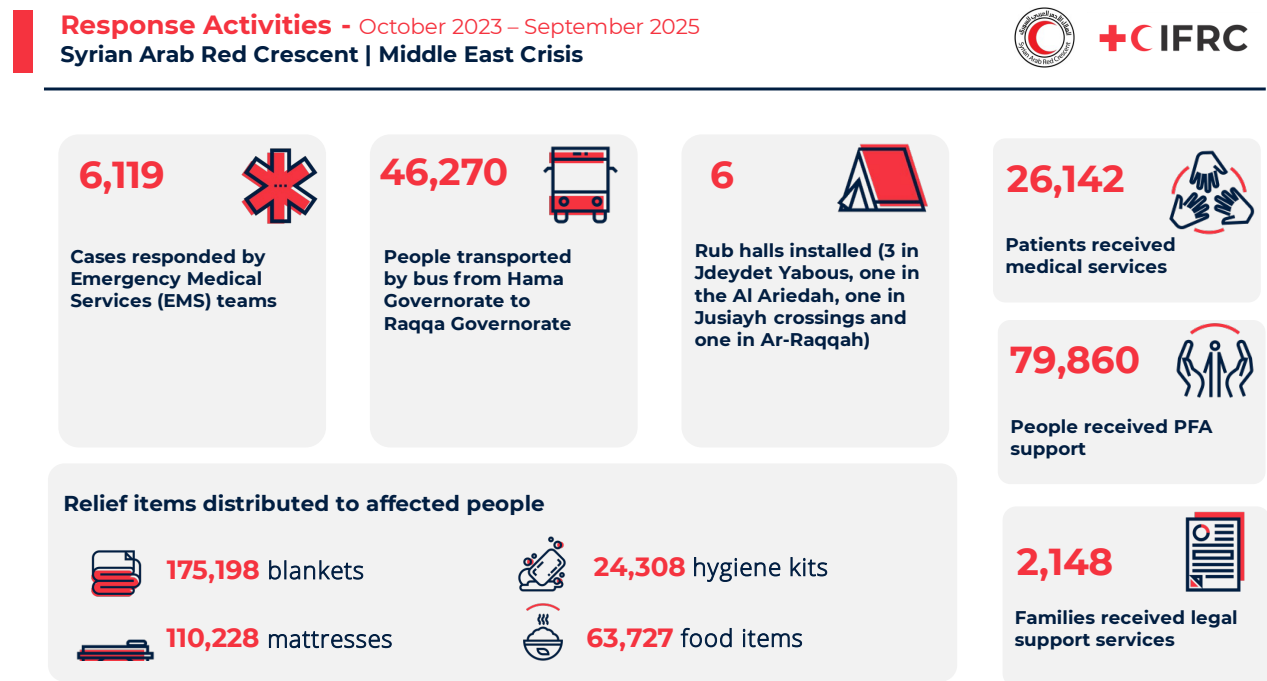 Response Activities - October 2023 – September 2025
Syrian Arab Red Crescent | Middle East Crisis
Syrian Arab Red Crescent
IFRC
6,119
Cases responded by
Emergency Medical
Services (EMS) teams
46,270
People transported
by bus from Hama
Governorate to
Raqqa Governorate
6
Rub halls installed (3 in
Jdeydet Yabous, one in
the Al Ariedah, one in
Jusiayh crossings and
one in Ar-Raqqah)
26,142
Patients received
medical services
79,860
People received PFA
support
2,148
Families received legal
support services
Relief items distributed to affected people
175,198 blankets
24,308 hygiene kits
110,228 mattresses
63,727 food items